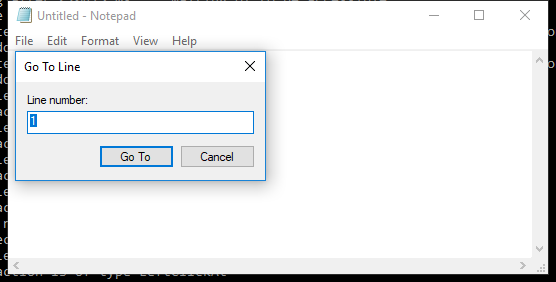 Untitled - Notepad
File Edit Format View Help
Go To Line
Line number:
1
Go To Cancel